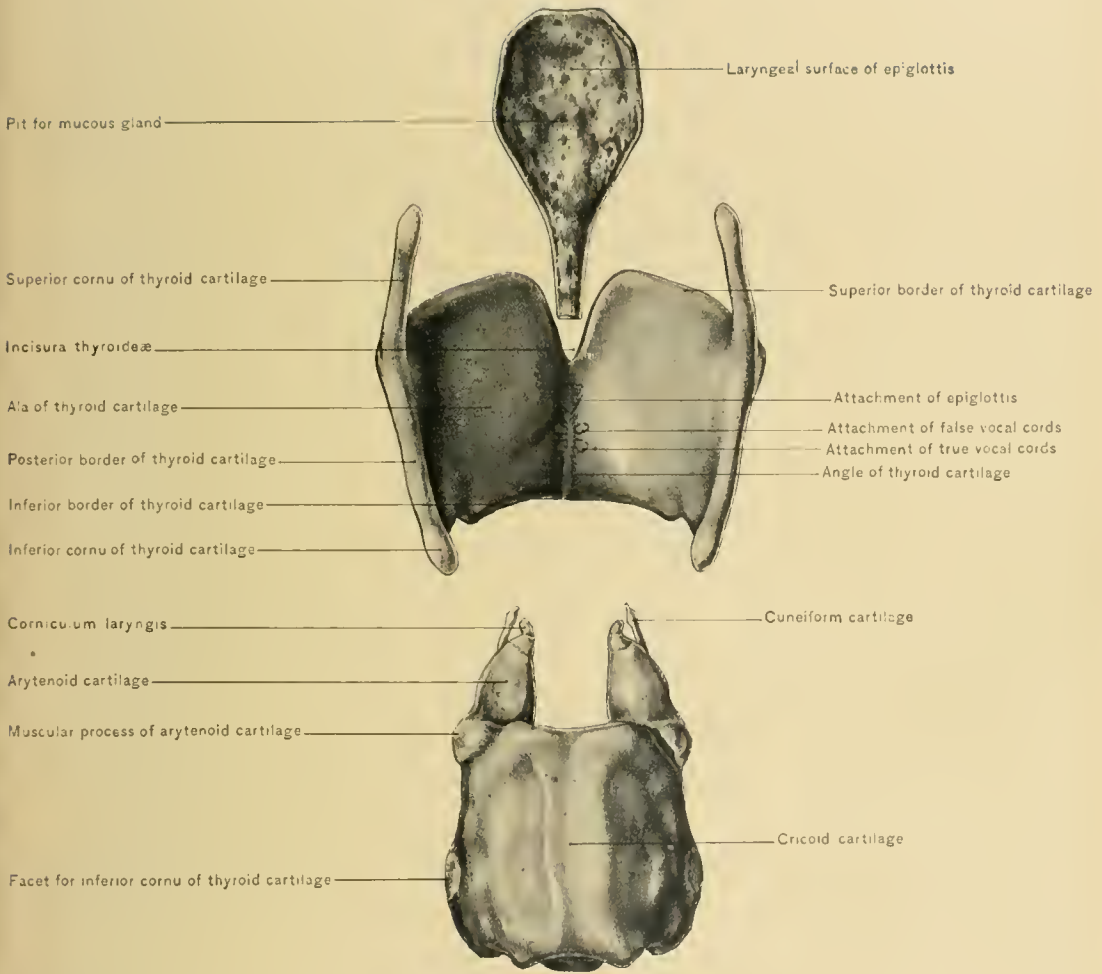 Laryngeal surface of epiglottis
Pit for mucous gland
Superior cornu of thyroid cartilage
Superior border of thyroid cartilage
Incisura thyroideæ
Ala of thyroid cartilage
Attachment of epiglottis
Attachment of false vocal cords
Attachment of true vocal cords
Posterior border of thyroid cartilage
Angle of thyroid cartilage
Inferior border of thyroid cartilage
Inferior cornu of thyroid cartilage
Corniculum laryngis
Cuneiform cartilage
Arytenoid cartilage
Muscular process of arytenoid cartilage
Cricoid cartilage
Facet for inferior cornu of thyroid cartilage